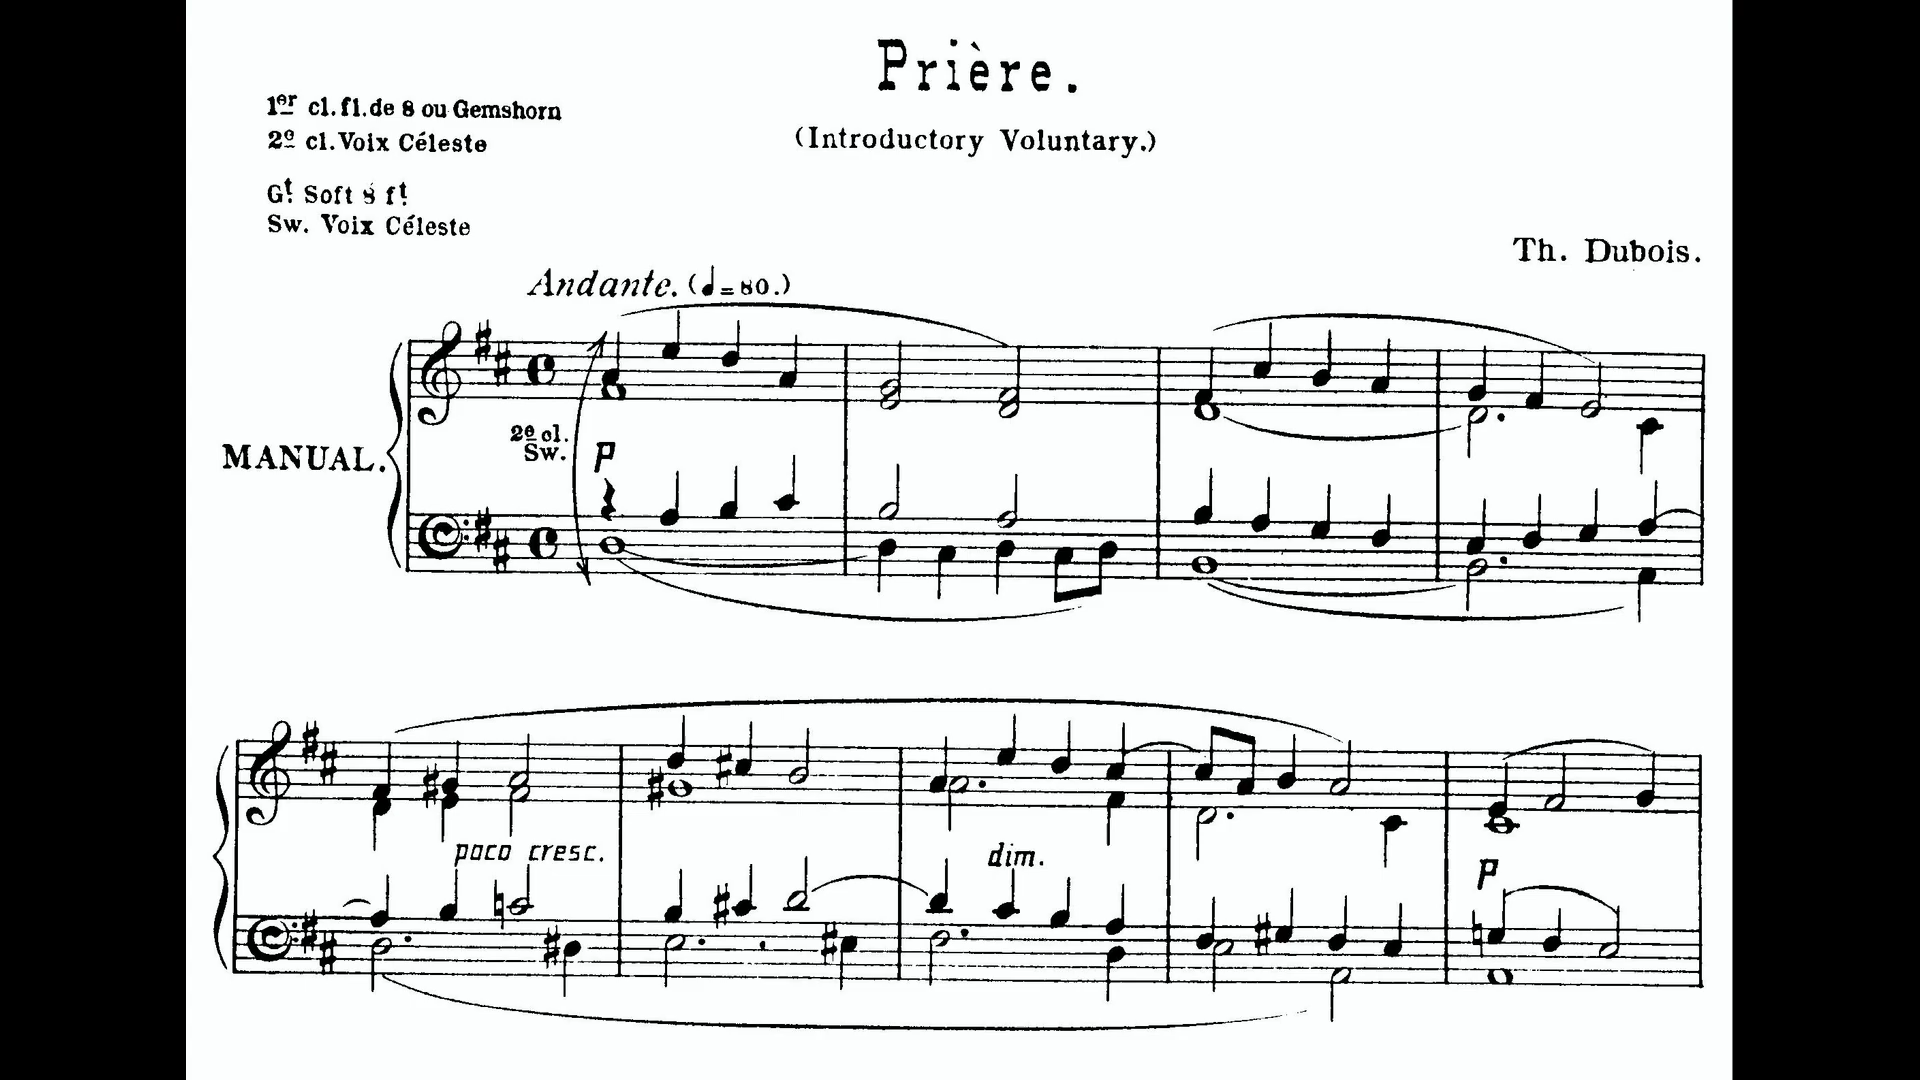 Prière.
(Introductory Voluntary.)
1er cl. fl. de 8 ou Gemshorn
2e cl. Voix Céleste
Gt Soft 8 ft
Sw. Voix Céleste
Th. Dubois.
Andante. (♩=80.)
MANUAL.
2e cl.
Sw.
p
poco cresc.
dim.
p